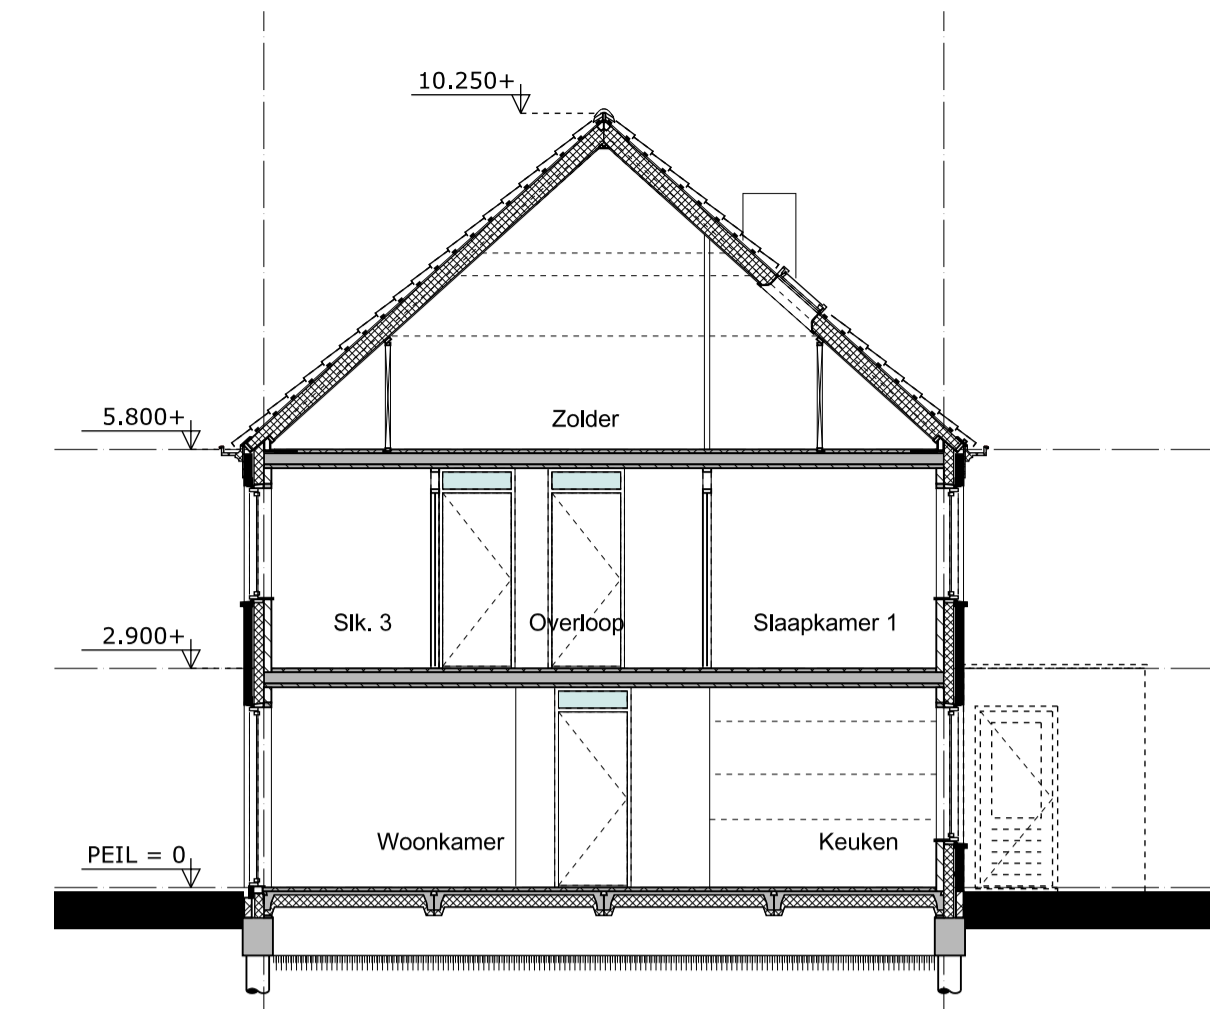 10.250+
5.800+
Zolder
2.900+
Slk. 3
Overloop
Slaapkamer 1
PEIL = 0
Woonkamer
Keuken